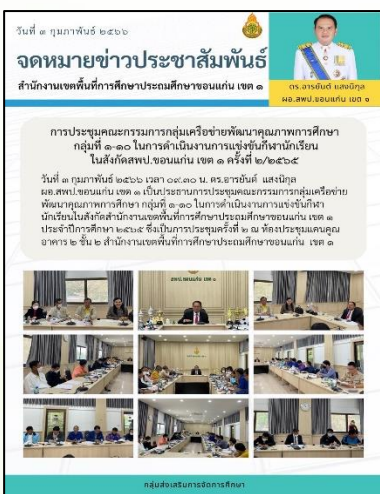 วันที่ ๓ กุมภาพันธ์ ๒๕๖๖
จดหมายข่าวประชาสัมพันธ์
สำนักงานเขตพื้นที่การศึกษาประถมศึกษาขอนแก่น เขต ๑
ดร.อารยันต์ แสงนิกุล
ผอ.สพป.ขอนแก่น เขต ๑
การประชุมคณะกรรมการกลุ่มเครือข่ายพัฒนาคุณภาพการศึกษา
กลุ่มที่ ๑-๑๐ ในการดำเนินงานการแข่งขันกีฬานักเรียน
ในสังกัดสพป.ขอนแก่น เขต ๑ ครั้งที่ ๒/๒๕๖๕
วันที่ ๓ กุมภาพันธ์ ๒๕๖๖ เวลา ๐๙.๓๐ น. ดร.อารยันต์ แสงนิกุล
ผอ.สพป.ขอนแก่น เขต ๑ เป็นประธานการประชุมคณะกรรมการกลุ่มเครือข่าย
พัฒนาคุณภาพการศึกษา กลุ่มที่ ๑-๑๐ ในการดำเนินงานการแข่งขันกีฬา
นักเรียนในสังกัดสำนักงานเขตพื้นที่การศึกษาประถมศึกษาขอนแก่น เขต ๑
ประจำปีการศึกษา ๒๕๖๕ ซึ่งเป็นการประชุมครั้งที่ ๒ ณ ห้องประชุมแคนคูณ
อาคาร ๒ ชั้น ๒ สำนักงานเขตพื้นที่การศึกษาประถมศึกษาขอนแก่น เขต ๑
สพป.ขอนแก่น เขต ๑
กลุ่มส่งเสริมการจัดการศึกษา